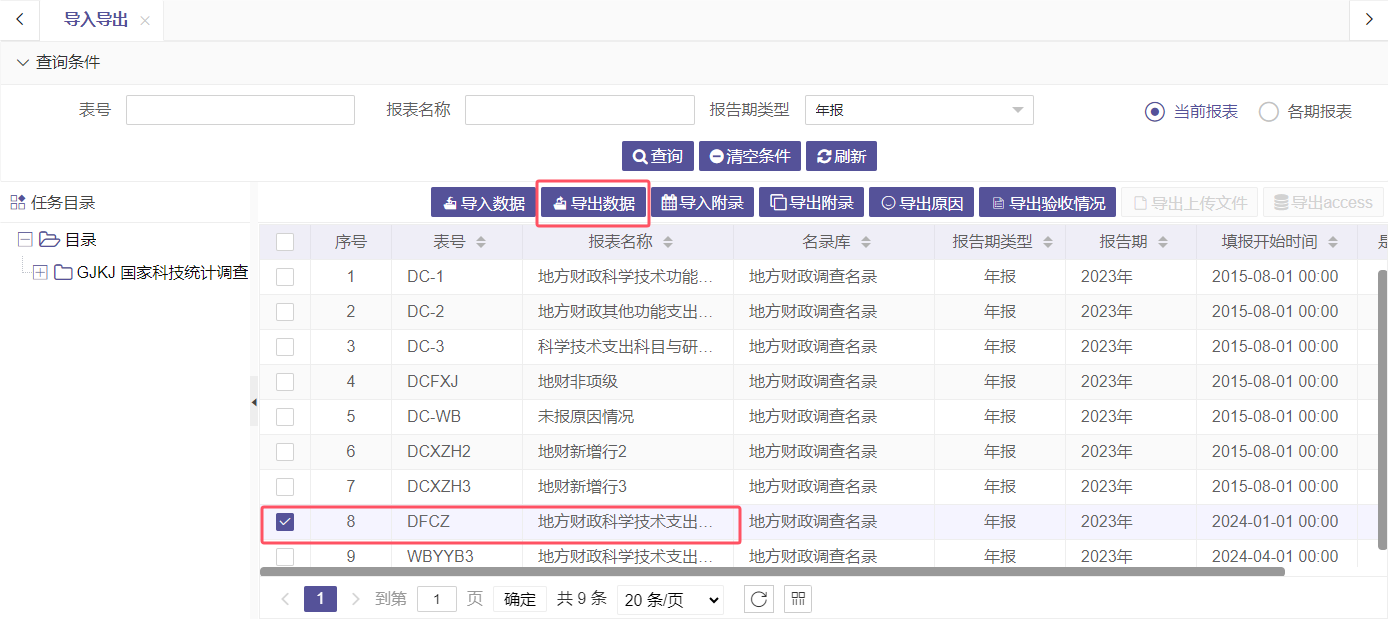 导入导出
查询条件
表号 报表名称 报告期类型 年报 当前报表 各期报表
查询 清空条件 刷新
任务目录
导入数据 导出数据 导入附录 导出附录 导出原因 导出验收情况 导出上传文件 导出access
目录
GJKJ 国家科技统计调查
序号 表号 报表名称 名录库 报告期类型 报告期 填报开始时间
1 DC-1 地方财政科学技术功能... 地方财政调查名录 年报 2023年 2015-08-01 00:00
2 DC-2 地方财政其他功能支出... 地方财政调查名录 年报 2023年 2015-08-01 00:00
3 DC-3 科学技术支出科目与研... 地方财政调查名录 年报 2023年 2015-08-01 00:00
4 DCFXJ 地财非项级 地方财政调查名录 年报 2023年 2015-08-01 00:00
5 DC-WB 未报原因情况 地方财政调查名录 年报 2023年 2015-08-01 00:00
6 DCXZH2 地财新增行2 地方财政调查名录 年报 2023年 2015-08-01 00:00
7 DCXZH3 地财新增行3 地方财政调查名录 年报 2023年 2015-08-01 00:00
8 DFCZ 地方财政科学技术支出... 地方财政调查名录 年报 2023年 2024-01-01 00:00
9 WBYYB3 地方财政科学技术支出... 地方财政调查名录 年报 2023年 2024-04-01 00:00
1 到第 1 页 确定 共 9 条 20 条/页